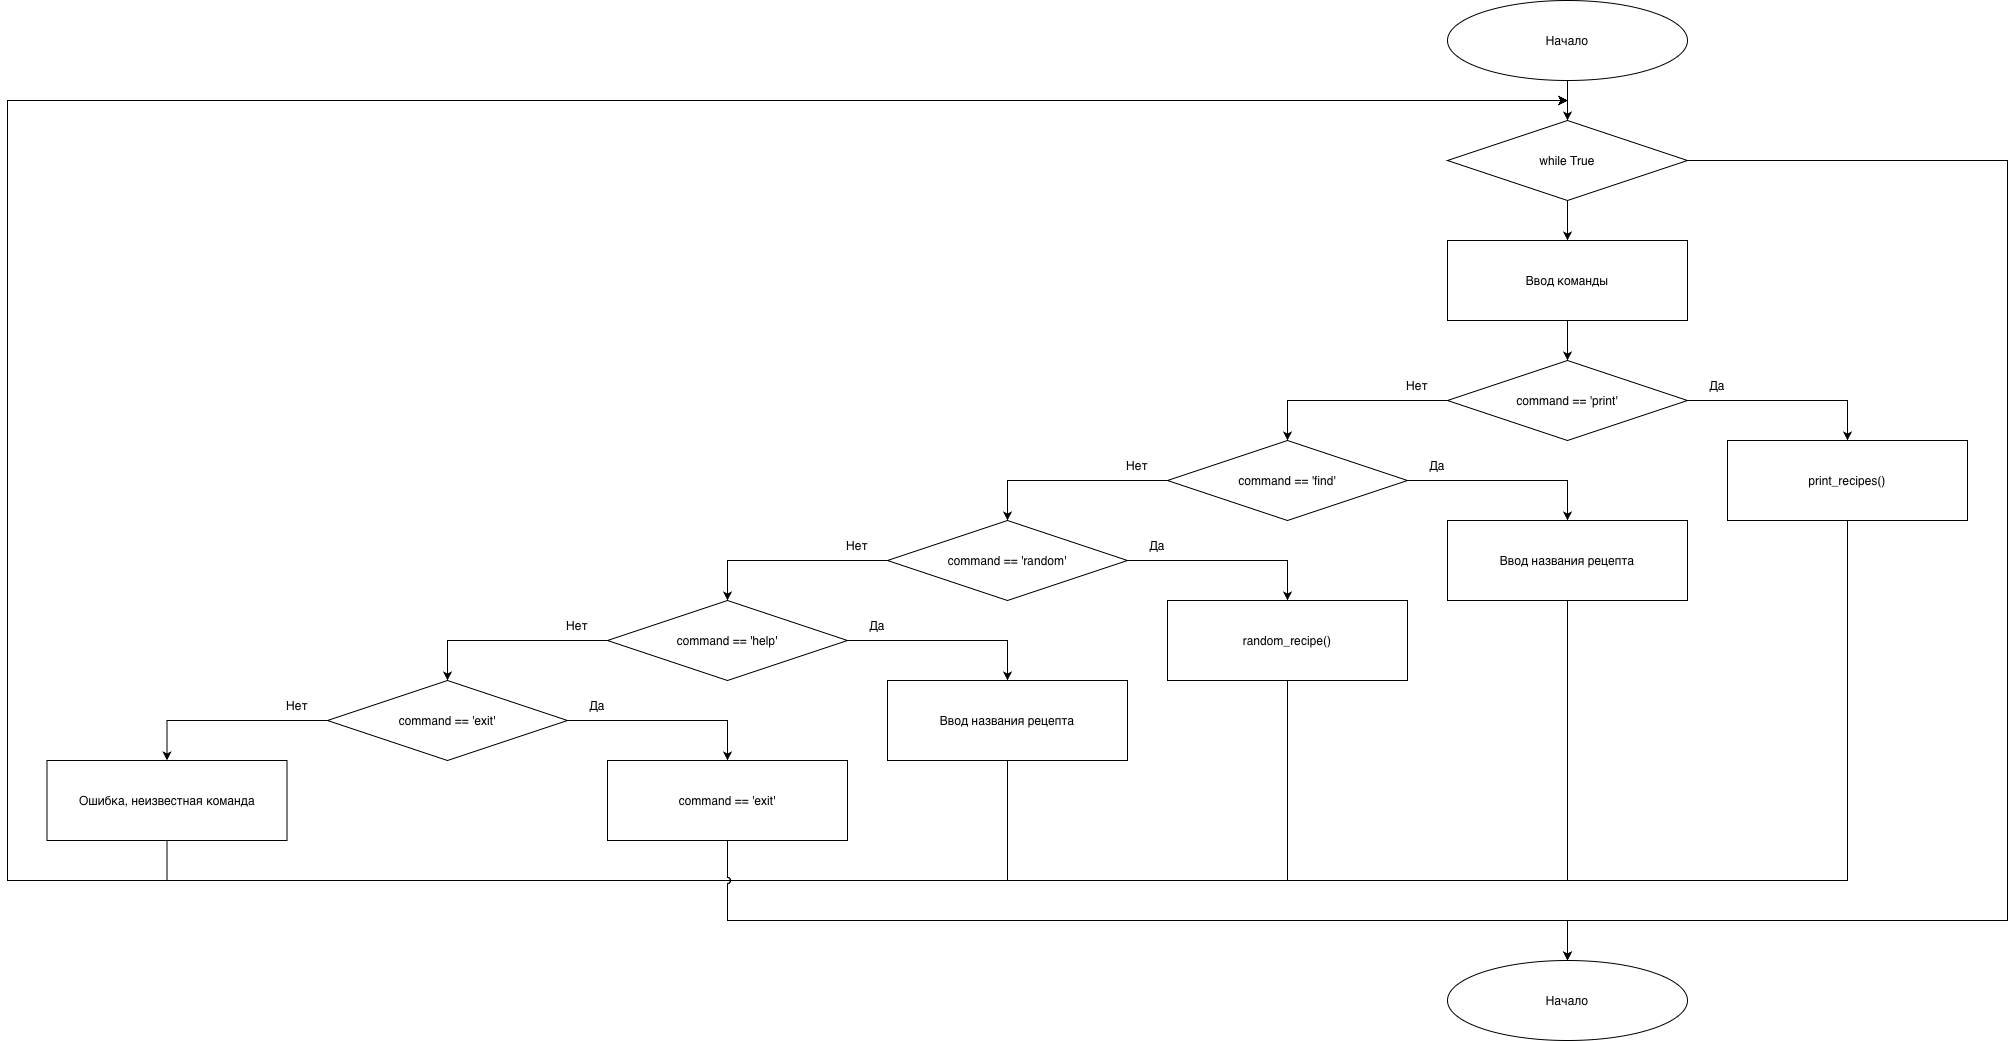 Начало
while True
Ввод команды
Нет
Да
command == 'print'
Нет
Да
command == 'find'
print_recipes()
Нет
Да
command == 'random'
Ввод названия рецепта
Нет
Да
command == 'help'
random_recipe()
Нет
Да
command == 'exit'
Ввод названия рецепта
Ошибка, неизвестная команда
command == 'exit'
Начало